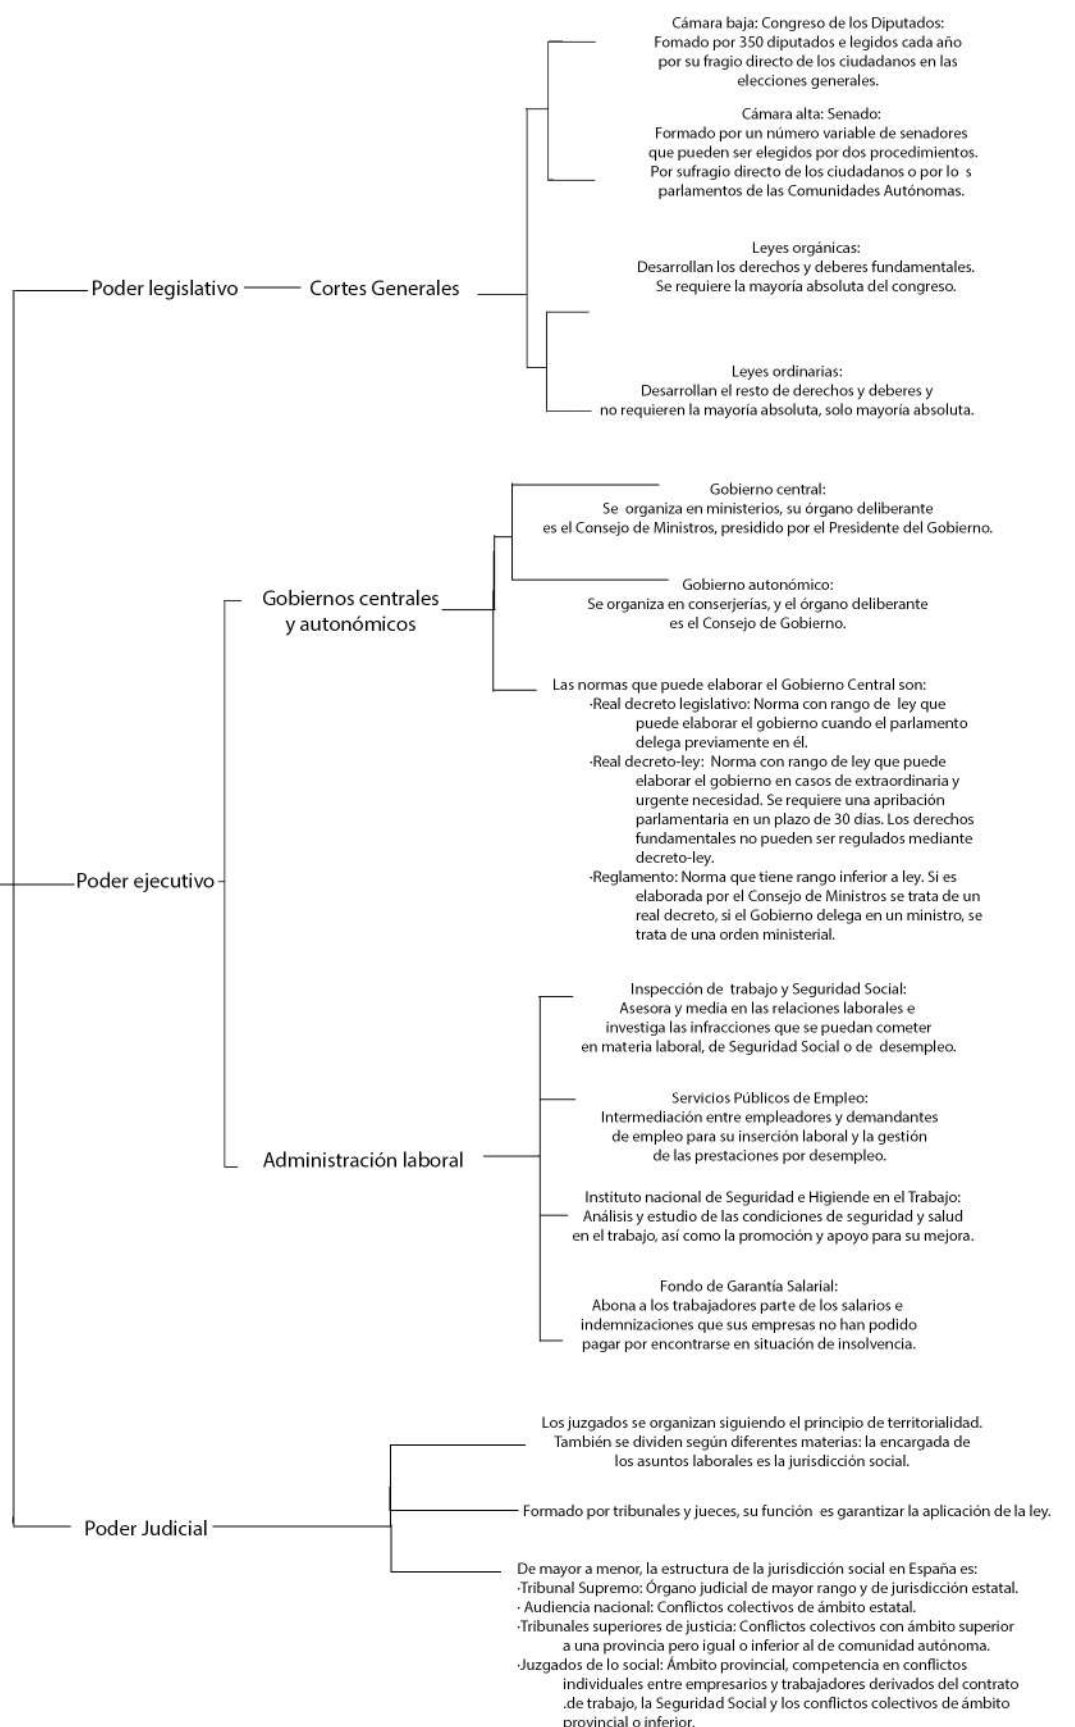 Cámara baja: Congreso de los Diputados:
Fomado por 350 diputados e legidos cada año
por su fragio directo de los ciudadanos en las
elecciones generales.
Cámara alta: Senado:
Formado por un número variable de senadores
que pueden ser elegidos por dos procedimientos.
Por sufragio directo de los ciudadanos o por lo s
parlamentos de las Comunidades Autónomas.
Leyes orgánicas:
Desarrollan los derechos y deberes fundamentales.
Se requiere la mayoría absoluta del congreso.
Poder legislativo
Cortes Generales
Leyes ordinarias:
Desarrollan el resto de derechos y deberes y
no requieren la mayoría absoluta, solo mayoría absoluta.
Gobierno central:
Se organiza en ministerios, su órgano deliberante
es el Consejo de Ministros, presidido por el Presidente del Gobierno.
Gobierno autonómico:
Se organiza en conserjerías, y el órgano deliberante
es el Consejo de Gobierno.
Gobiernos centrales
y autonómicos
Las normas que puede elaborar el Gobierno Central son:
·Real decreto legislativo: Norma con rango de ley que
puede elaborar el gobierno cuando el parlamento
delega previamente en él.
·Real decreto-ley: Norma con rango de ley que puede
elaborar el gobierno en casos de extraordinaria y
urgente necesidad. Se requiere una apribación
parlamentaria en un plazo de 30 días. Los derechos
fundamentales no pueden ser regulados mediante
decreto-ley.
·Reglamento: Norma que tiene rango inferior a ley. Si es
elaborada por el Consejo de Ministros se trata de un
real decreto, si el Gobierno delega en un ministro, se
trata de una orden ministerial.
Poder ejecutivo
Inspección de trabajo y Seguridad Social:
Asesora y media en las relaciones laborales e
investiga las infracciones que se puedan cometer
en materia laboral, de Seguridad Social o de desempleo.
Servicios Públicos de Empleo:
Intermediación entre empleadores y demandantes
de empleo para su inserción laboral y la gestión
de las prestaciones por desempleo.
Administración laboral
Instituto nacional de Seguridad e Higiende en el Trabajo:
Análisis y estudio de las condiciones de seguridad y salud
en el trabajo, así como la promoción y apoyo para su mejora.
Fondo de Garantía Salarial:
Abona a los trabajadores parte de los salarios e
indemnizaciones que sus empresas no han podido
pagar por encontrarse en situación de insolvencia.
Los juzgados se organizan siguiendo el principio de territorialidad.
También se dividen según diferentes materias: la encargada de
los asuntos laborales es la jurisdicción social.
Formado por tribunales y jueces, su función es garantizar la aplicación de la ley.
Poder Judicial
De mayor a menor, la estructura de la jurisdicción social en España es:
·Tribunal Supremo: Órgano judicial de mayor rango y de jurisdicción estatal.
· Audiencia nacional: Conflictos colectivos de ámbito estatal.
·Tribunales superiores de justicia: Conflictos colectivos con ámbito superior
a una provincia pero igual o inferior al de comunidad autónoma.
·Juzgados de lo social: Ámbito provincial, competencia en conflictos
individuales entre empresarios y trabajadores derivados del contrato
.de trabajo, la Seguridad Social y los conflictos colectivos de ámbito
provincial o inferior.